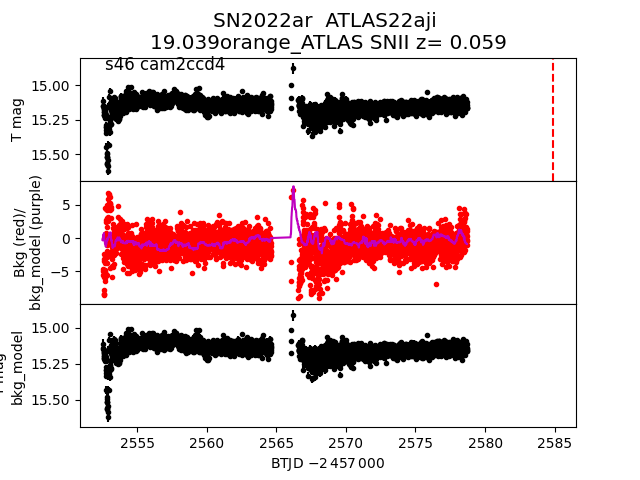 SN2022ar ATLAS22aji
19.039orange_ATLAS SNII z= 0.059
s46 cam2ccd4
15.00
15.25
15.50
T mag
5
0
−5
Bkg (red)/
bkg_model (purple)
15.00
15.25
15.50
bkg_model
2555
2560
2565
2570
2575
2580
2585
BTJD −2 457 000